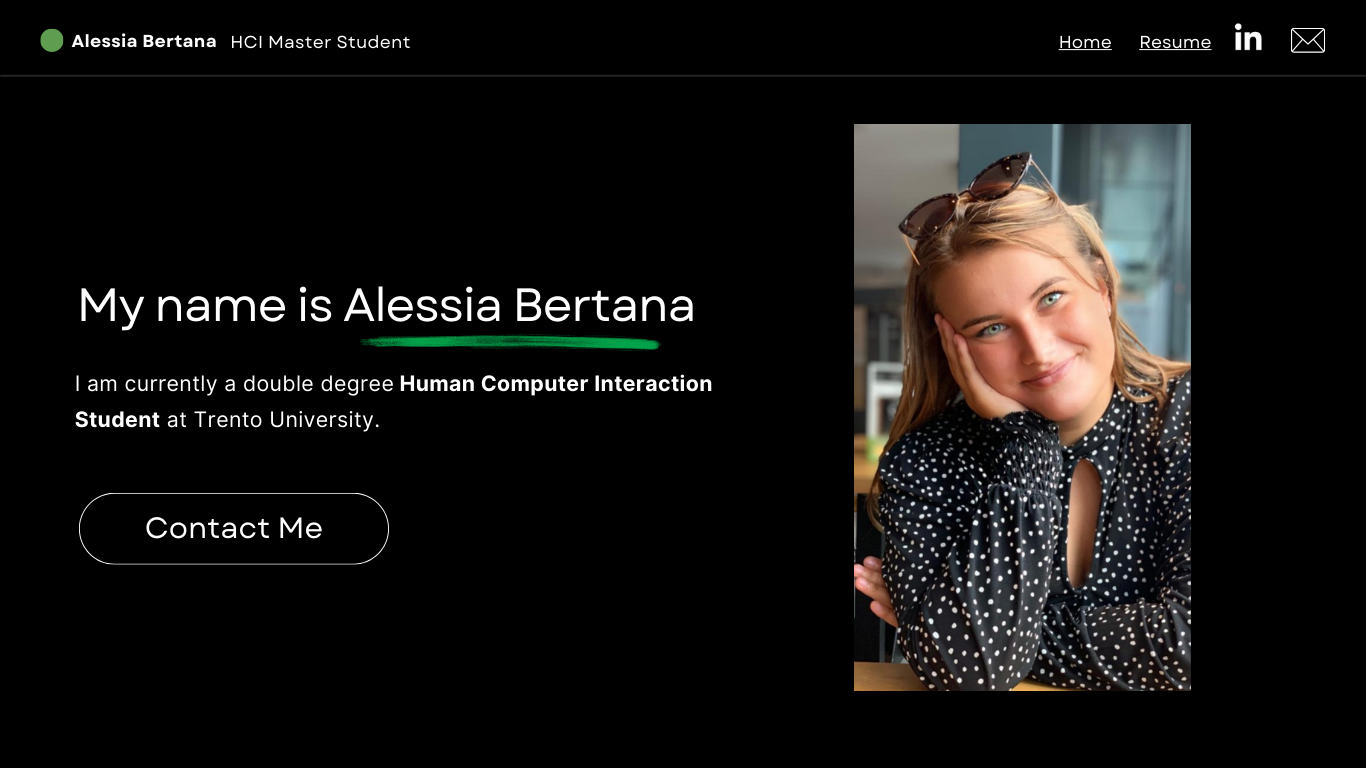 Alessia Bertana HCI Master Student Home Resume in
My name is Alessia Bertana
I am currently a double degree Human Computer Interaction
Student at Trento University.
Contact Me